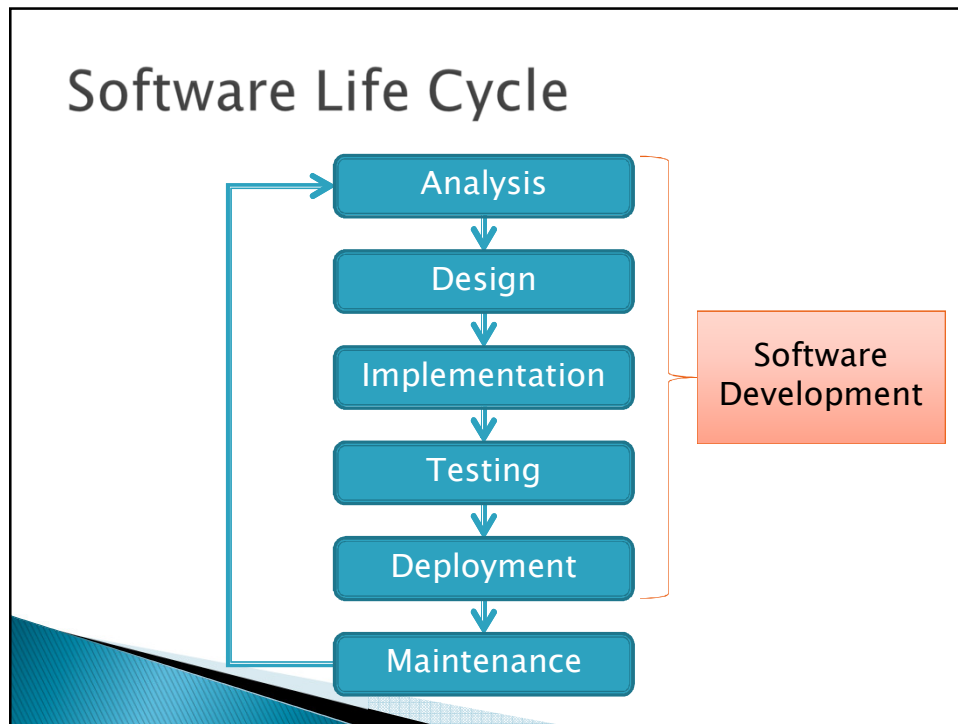 Software Life Cycle
Analysis
Design
Implementation
Testing
Deployment
Maintenance
Software
Development